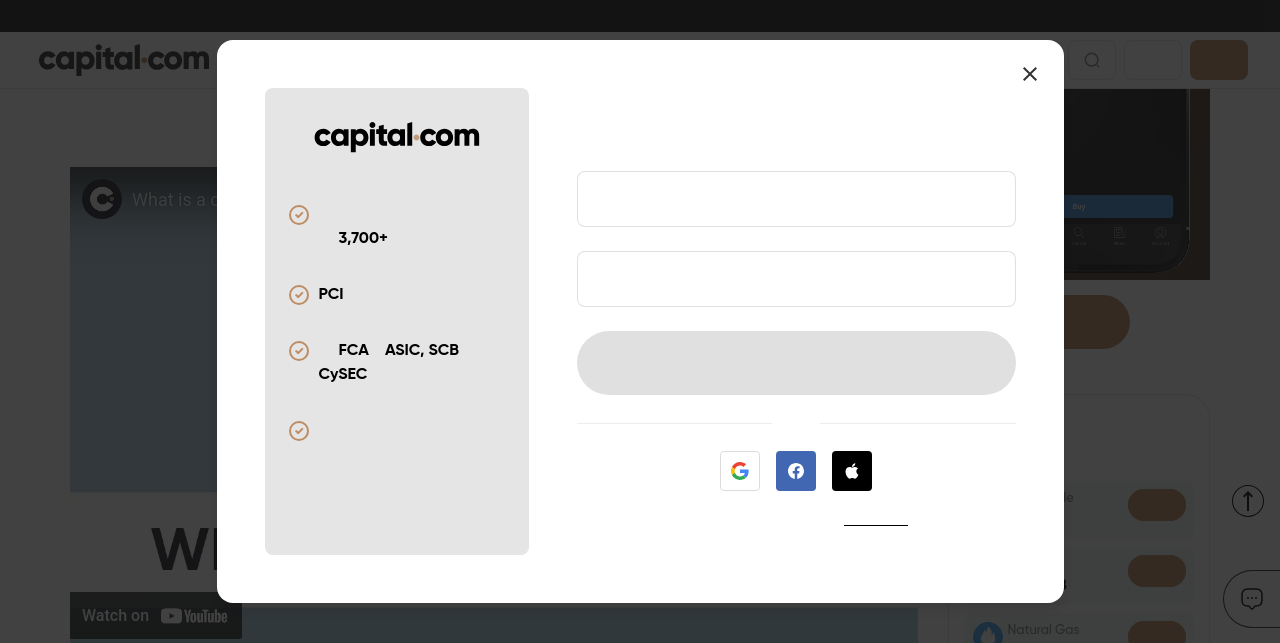 capital.com
What is a c
Buy
capital.com
3,700+
PCI
FCA ASIC, SCB
CySEC
Watch on YouTube
Natural Gas